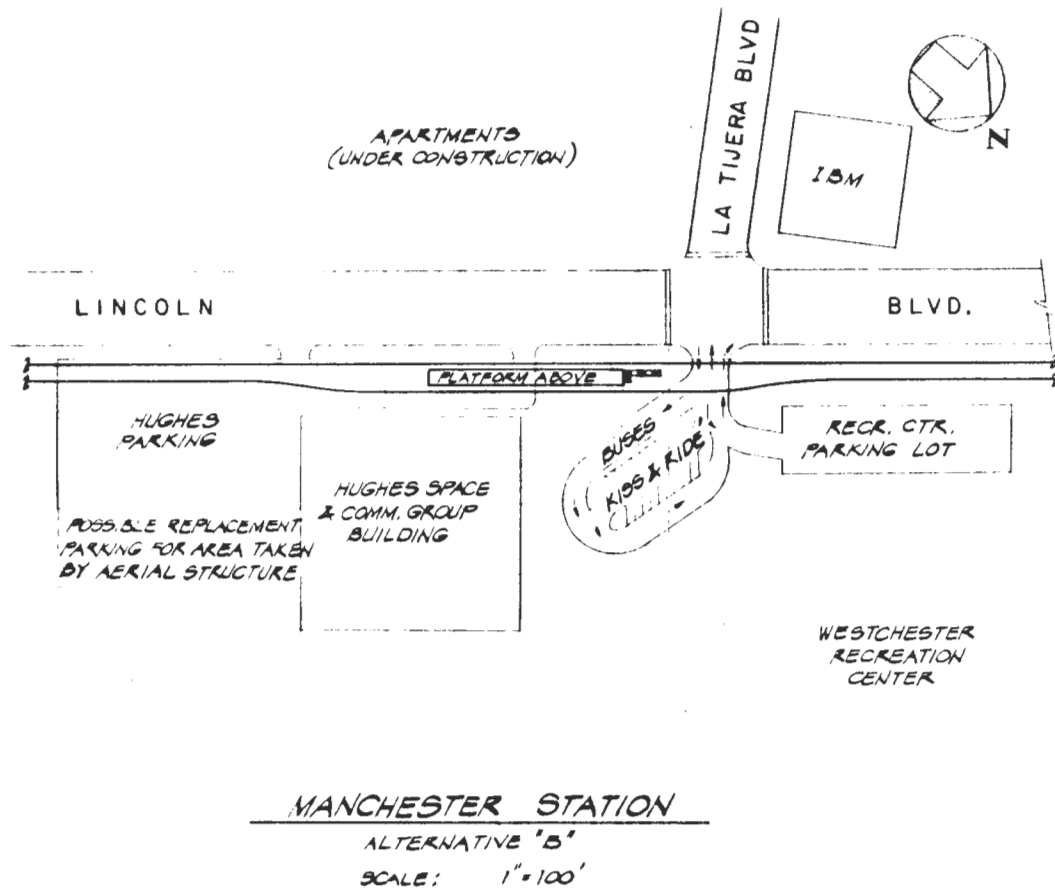 LA TIJERA BLVD
N
APARTMENTS
(UNDER CONSTRUCTION)
IBM
LINCOLN
BLVD.
PLATFORM ABOVE
HUGHES
PARKING
BUSES
KISS & RIDE
RECR. CTR.
PARKING LOT
HUGHES SPACE
& COMM. GROUP
BUILDING
POSSIBLE REPLACEMENT
PARKING FOR AREA TAKEN
BY AERIAL STRUCTURE
WESTCHESTER
RECREATION
CENTER
MANCHESTER STATION
ALTERNATIVE "B"
SCALE: 1"=100'